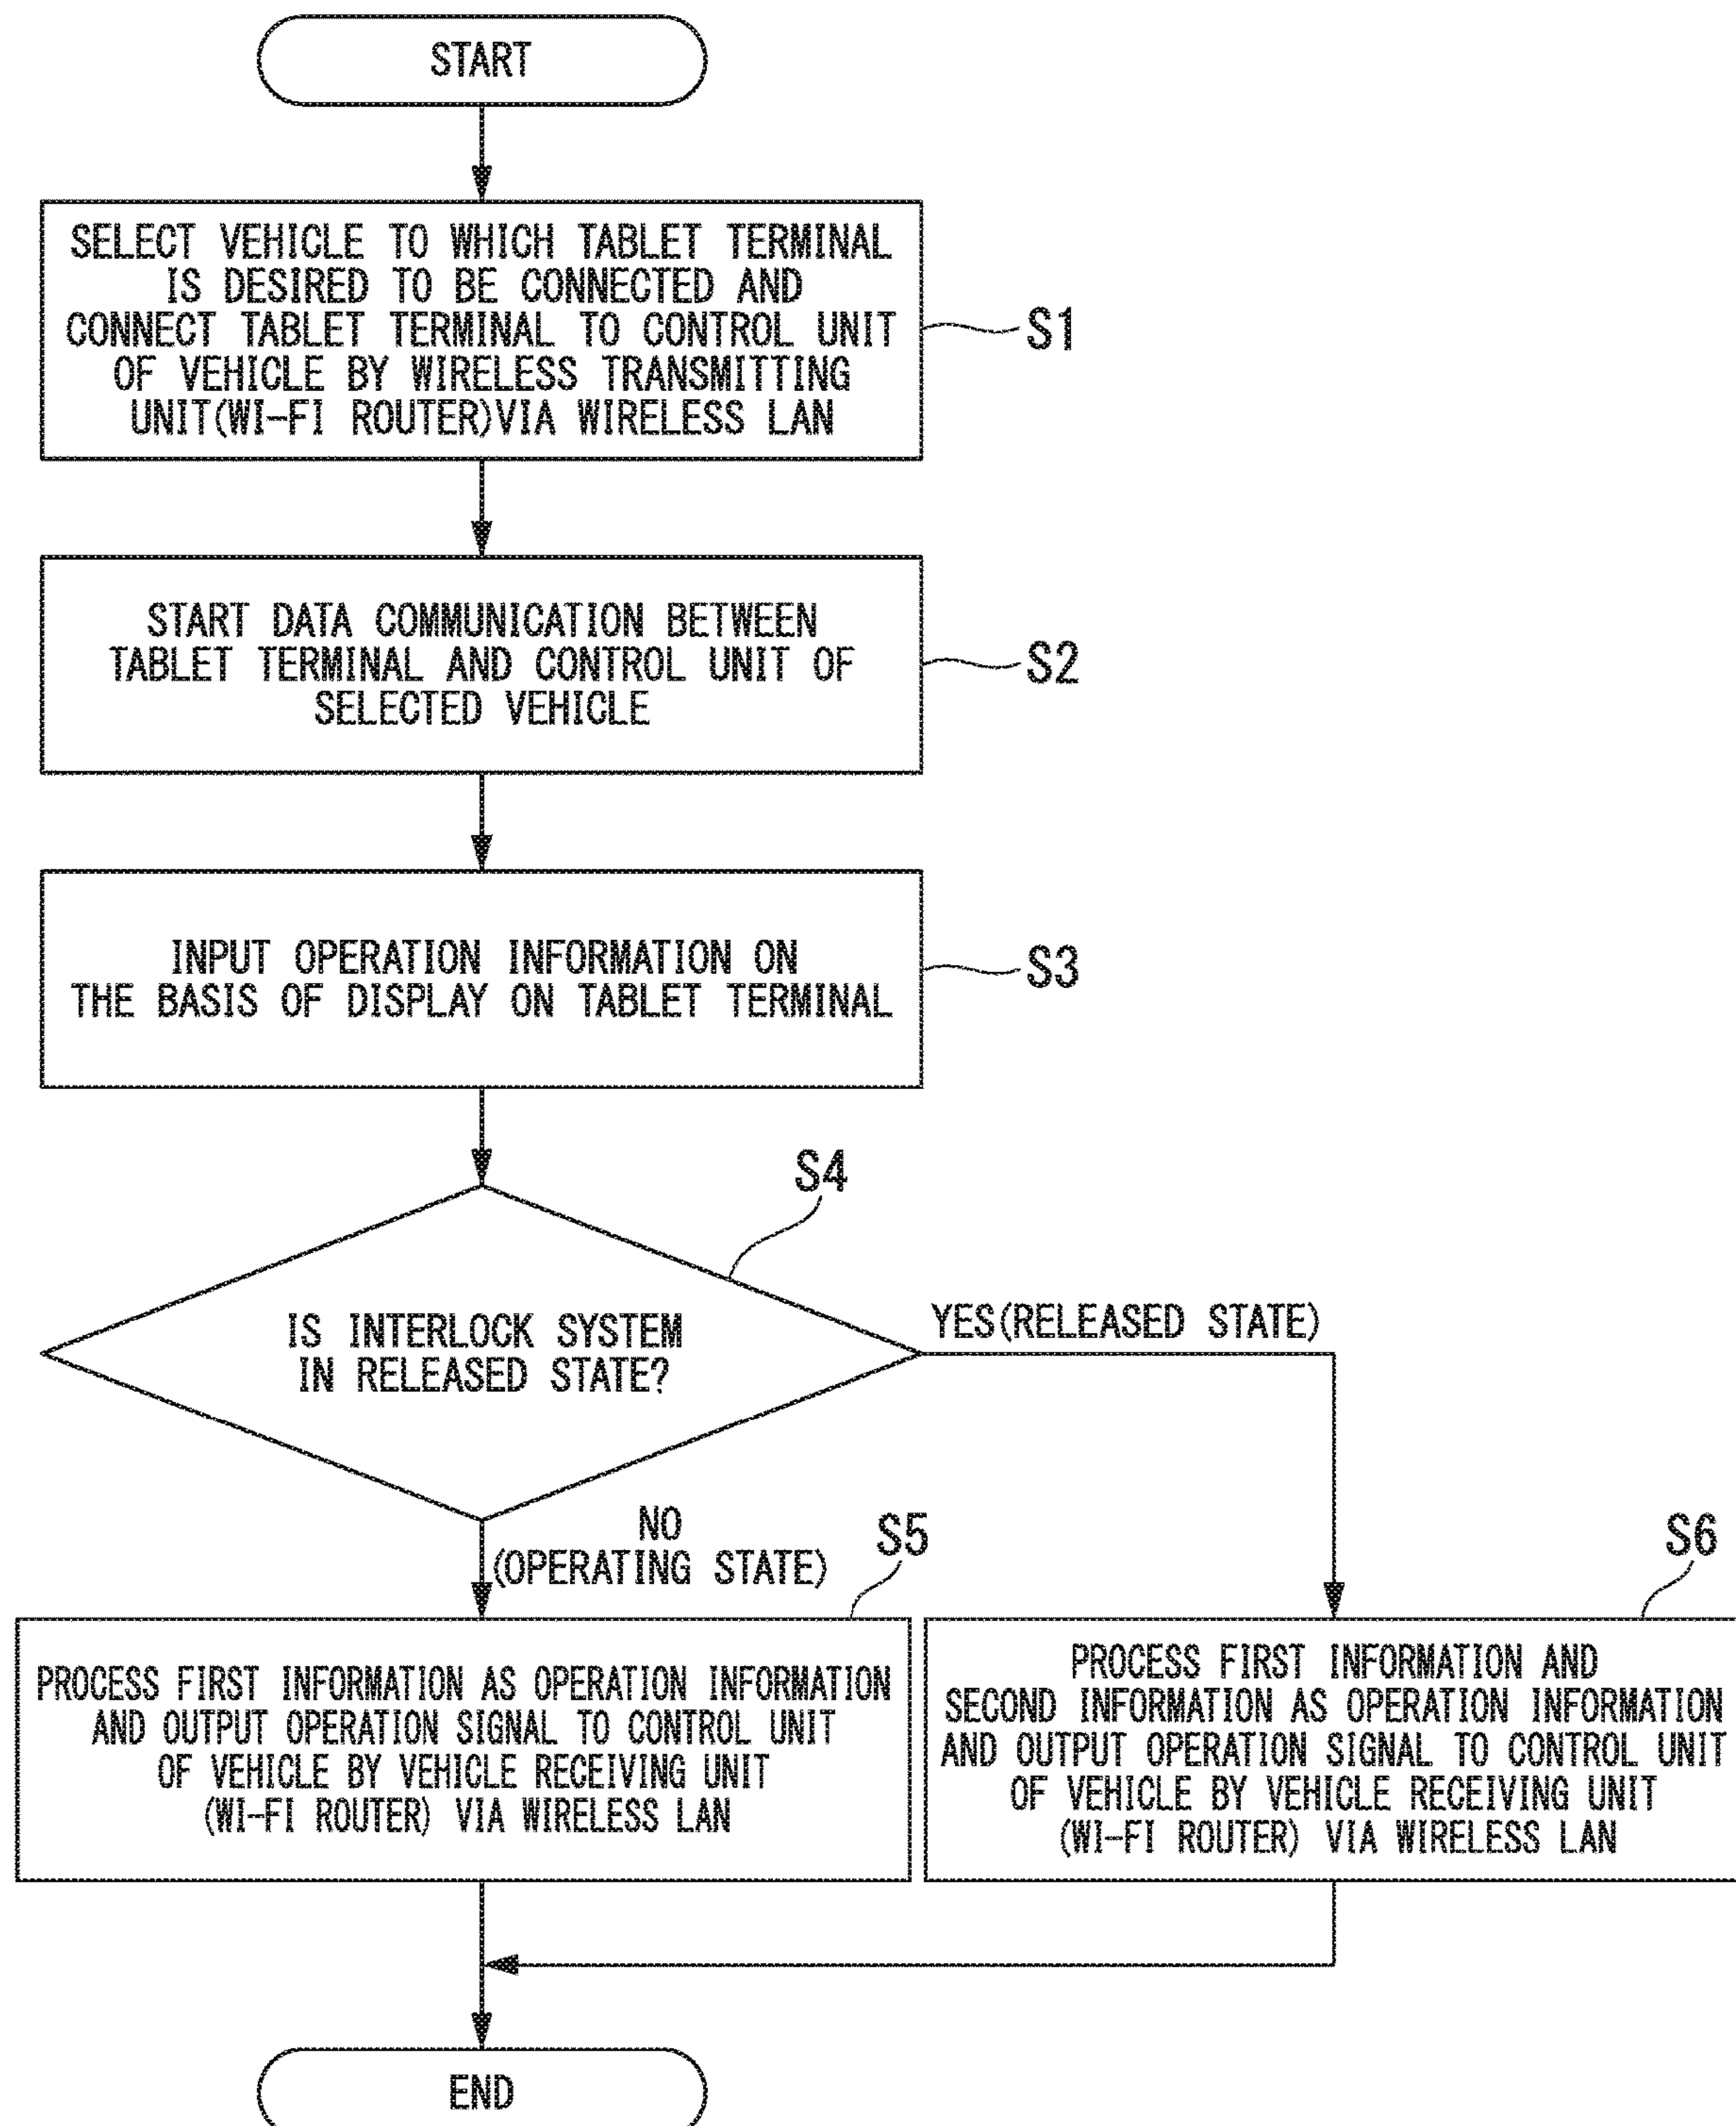 START
SELECT VEHICLE TO WHICH TABLET TERMINAL
IS DESIRED TO BE CONNECTED AND
CONNECT TABLET TERMINAL TO CONTROL UNIT
OF VEHICLE BY WIRELESS TRANSMITTING
UNIT(WI-FI ROUTER)VIA WIRELESS LAN
S1
START DATA COMMUNICATION BETWEEN
TABLET TERMINAL AND CONTROL UNIT OF
SELECTED VEHICLE
S2
INPUT OPERATION INFORMATION ON
THE BASIS OF DISPLAY ON TABLET TERMINAL
S3
S4
IS INTERLOCK SYSTEM
IN RELEASED STATE?
YES(RELEASED STATE)
NO
(OPERATING STATE)
S5
PROCESS FIRST INFORMATION AS OPERATION INFORMATION
AND OUTPUT OPERATION SIGNAL TO CONTROL UNIT
OF VEHICLE BY VEHICLE RECEIVING UNIT
(WI-FI ROUTER) VIA WIRELESS LAN
S6
PROCESS FIRST INFORMATION AND
SECOND INFORMATION AS OPERATION INFORMATION
AND OUTPUT OPERATION SIGNAL TO CONTROL UNIT
OF VEHICLE BY VEHICLE RECEIVING UNIT
(WI-FI ROUTER) VIA WIRELESS LAN
END